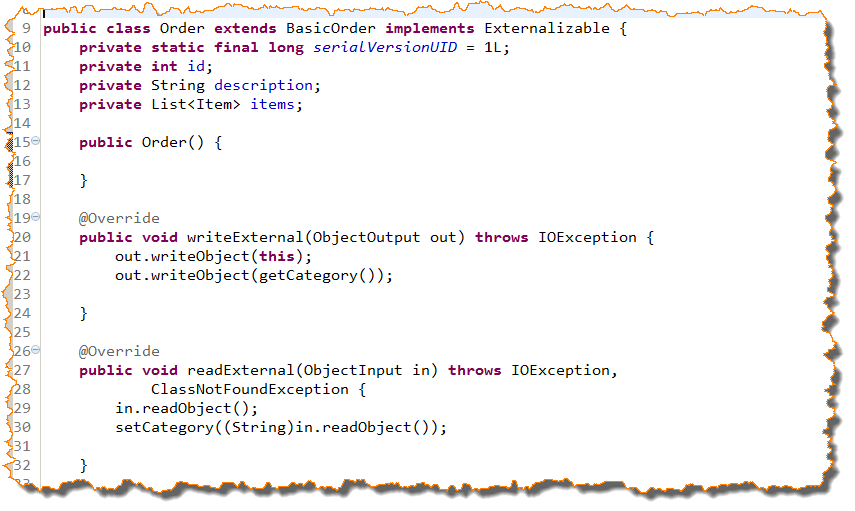 9 public class Order extends BasicOrder implements Externalizable {
10     private static final long serialVersionUID = 1L;
11     private int id;
12     private String description;
13     private List<Item> items;
14
15     public Order() {
16
17     }
18
19     @Override
20     public void writeExternal(ObjectOutput out) throws IOException {
21         out.writeObject(this);
22         out.writeObject(getCategory());
23
24     }
25
26     @Override
27     public void readExternal(ObjectInput in) throws IOException,
28             ClassNotFoundException {
29         in.readObject();
30         setCategory((String)in.readObject());
31
32     }